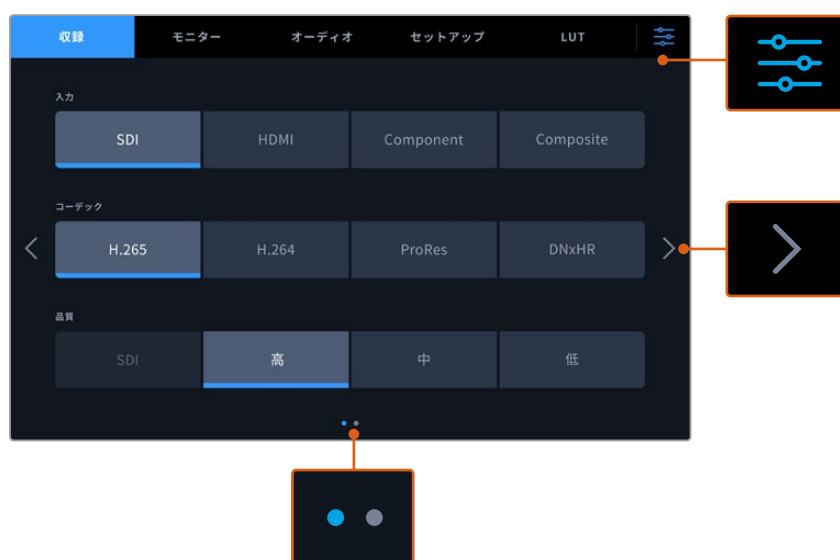 収録 モニター オーディオ セットアップ LUT
入力
SDI HDMI Component Composite
コーデック
H.265 H.264 ProRes DNxHR
品質
SDI 高 中 低